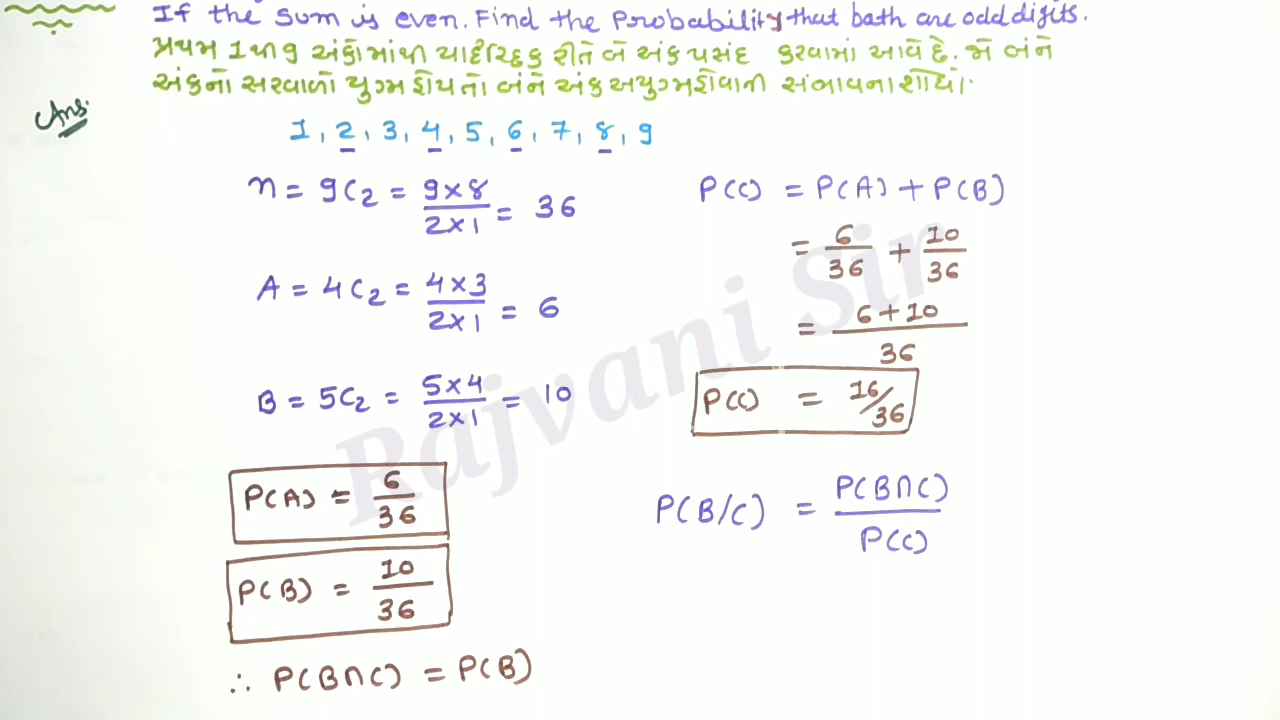 If the sum is even. Find the Probability that bath are odd digits.
પ્રથમ 1 થી 9 અંકોમાંથી યાદચ્છિક રીતે બે અંક પસંદ કરવામાં આવે છે. જો બંને
અંકનો સરવાળો યુગ્મ હોય તો બંને અંક અયુગ્મ હોવાની સંભાવના શોધો.
Ans.
1, 2, 3, 4, 5, 6, 7, 8, 9
n = 9C2 = 9×8 / 2×1 = 36
A = 4C2 = 4×3 / 2×1 = 6
B = 5C2 = 5×4 / 2×1 = 10
P(A) = 6/36
P(B) = 10/36
∴ P(B∩C) = P(B)
P(C) = P(A) + P(B)
= 6/36 + 10/36
= 6+10 / 36
P(C) = 16/36
P(B/C) = P(B∩C) / P(C)
Rajvani Sir